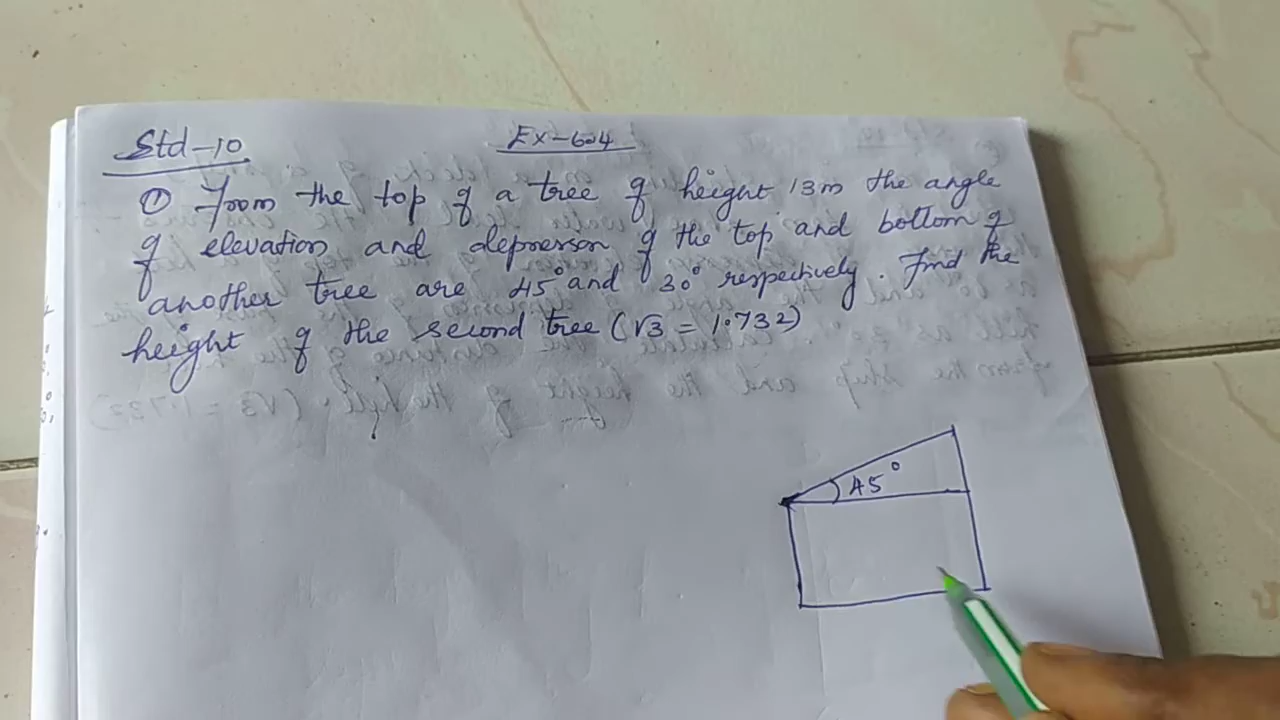 Std-10
Ex-6.4
① From the top of a tree of height 13m the angle
of elevation and depresson of the top and bottom of
another tree are 45° and 30° respectively. Find the
height of the second tree (√3 = 1.732)
45°